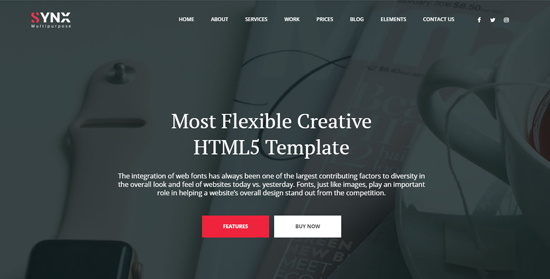 SYNX
Multipurpose
HOME ABOUT SERVICES WORK PRICES BLOG ELEMENTS CONTACT US
Most Flexible Creative
HTML5 Template
The integration of web fonts has always been one of the largest contributing factors to diversity in
the overall look and feel of websites today vs. yesterday. Fonts, just like images, play an important
role in helping a website's overall design stand out from the competition.
FEATURES BUY NOW